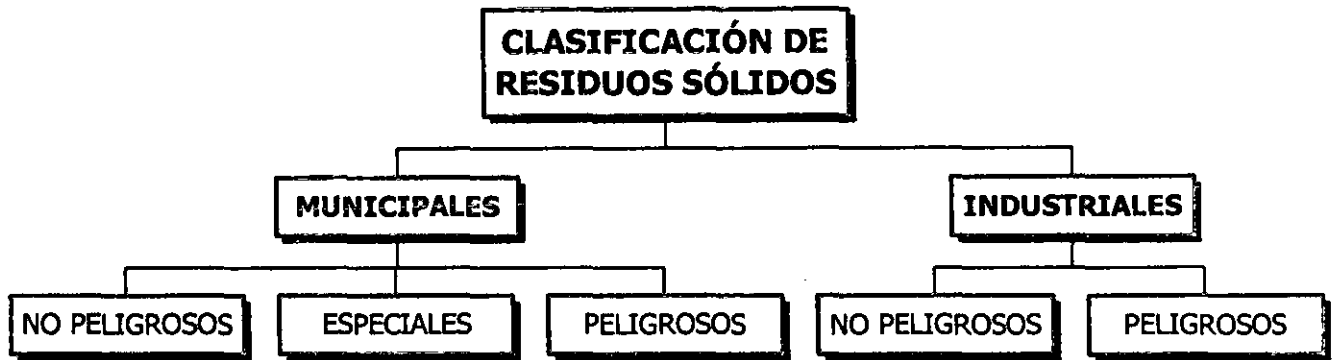 CLASIFICACIÓN DE
RESIDUOS SÓLIDOS
MUNICIPALES
INDUSTRIALES
NO PELIGROSOS
ESPECIALES
PELIGROSOS
NO PELIGROSOS
PELIGROSOS